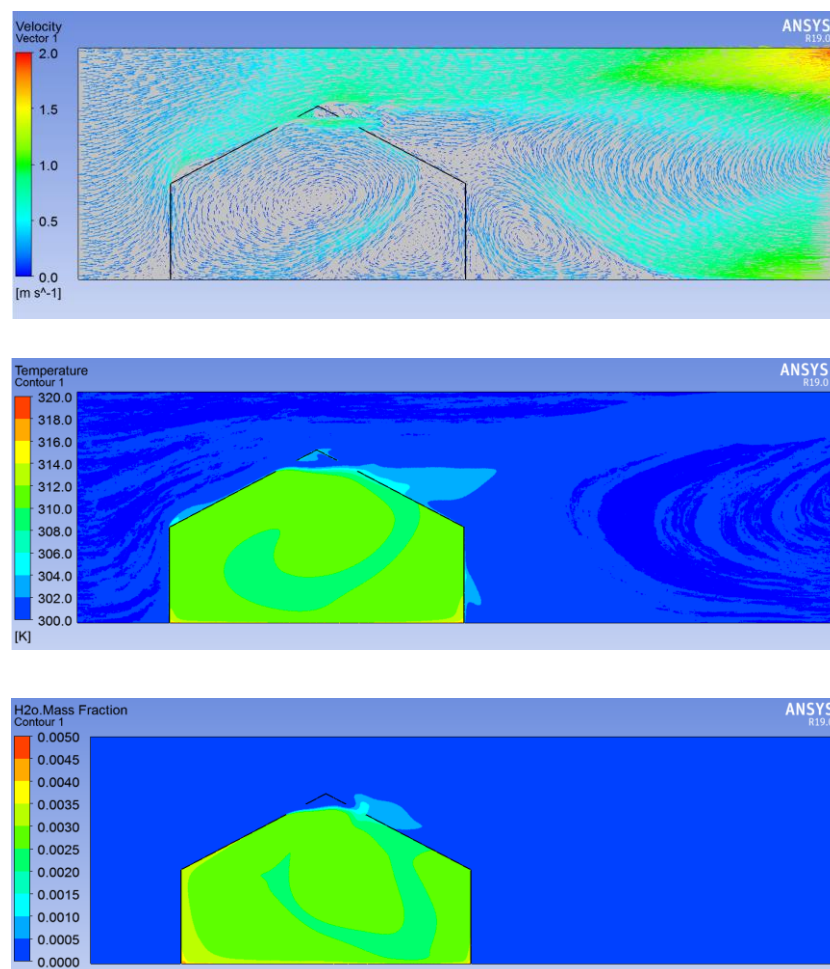 Velocity
Vector 1
ANSYS
R19.0
2.0
1.5
1.0
0.5
0.0
[m s^-1]
Temperature
Contour 1
ANSYS
R19.0
320.0
318.0
316.0
314.0
312.0
310.0
308.0
306.0
304.0
302.0
300.0
[K]
H2o.Mass Fraction
Contour 1
ANSYS
R19.0
0.0050
0.0045
0.0040
0.0035
0.0030
0.0025
0.0020
0.0015
0.0010
0.0005
0.0000